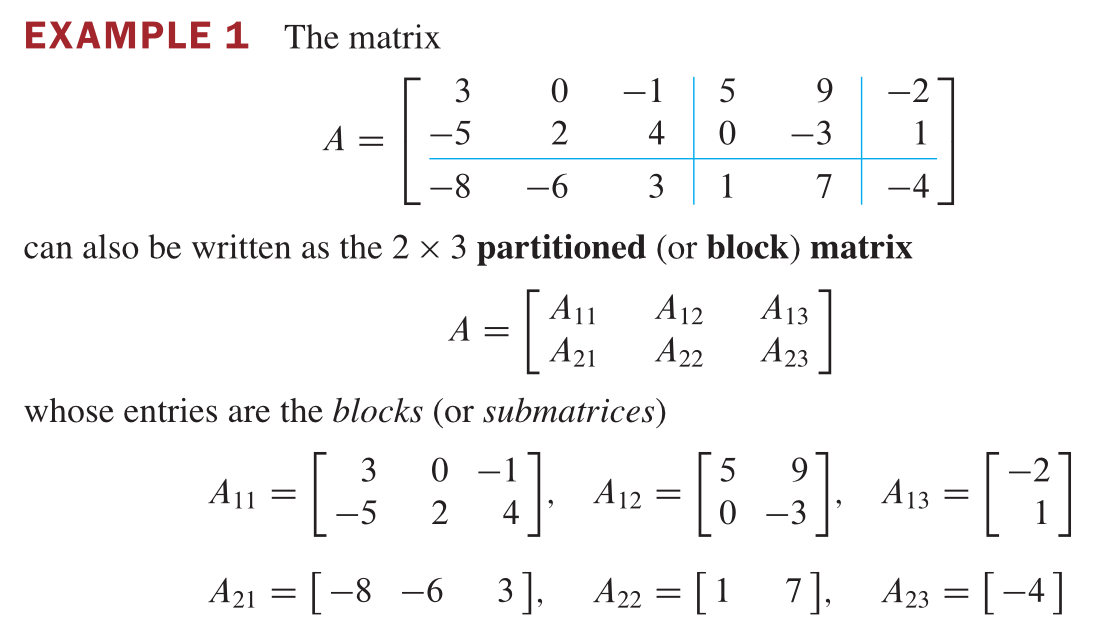 EXAMPLE 1 The matrix
3 0 −1 5 9 −2
A = −5 2 4 0 −3 1
−8 −6 3 1 7 −4
can also be written as the 2 × 3 partitioned (or block) matrix
A = [ A11 A12 A13
A21 A22 A23 ]
whose entries are the blocks (or submatrices)
A11 = [ 3 0 −1 −5 2 4 ], A12 = [ 5 9 0 −3 ], A13 = [ −2 1 ]
A21 = [ −8 −6 3 ], A22 = [ 1 7 ], A23 = [ −4 ]